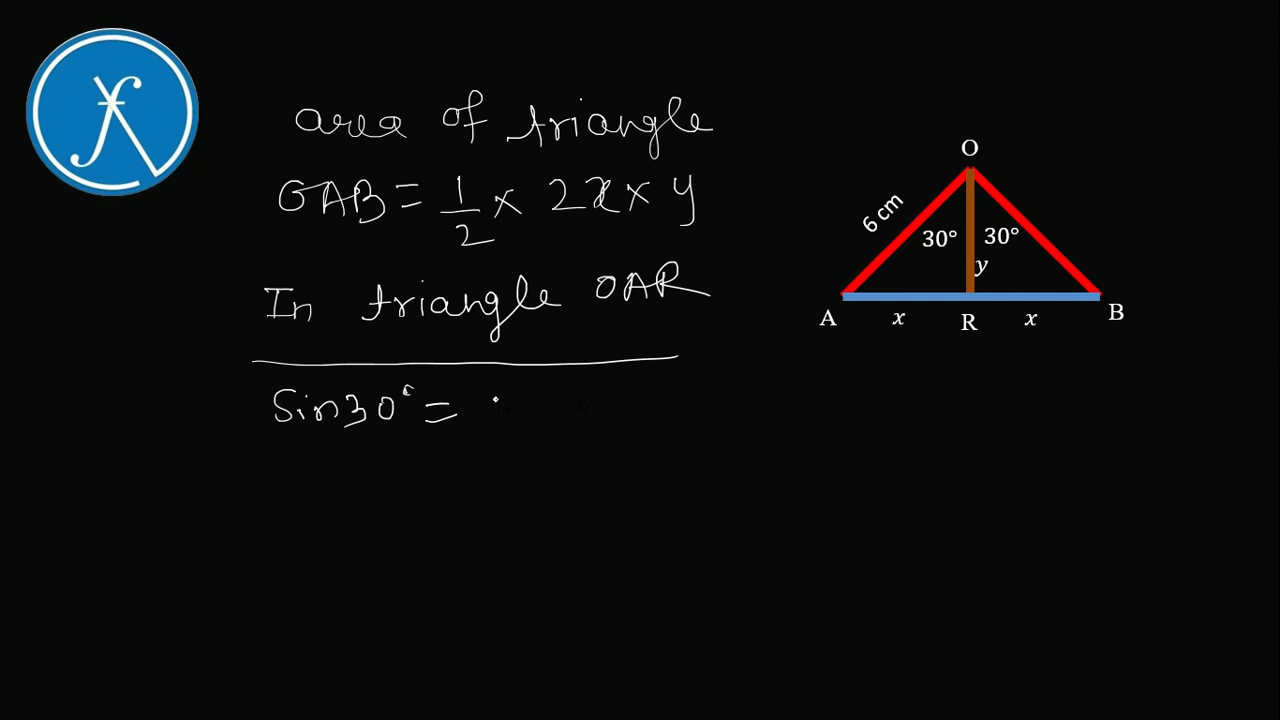 area of triangle
OAB = 1/2 × 2x × y
In triangle OAR
Sin30° =
O
6 cm
30° 30°
y
A x R x B